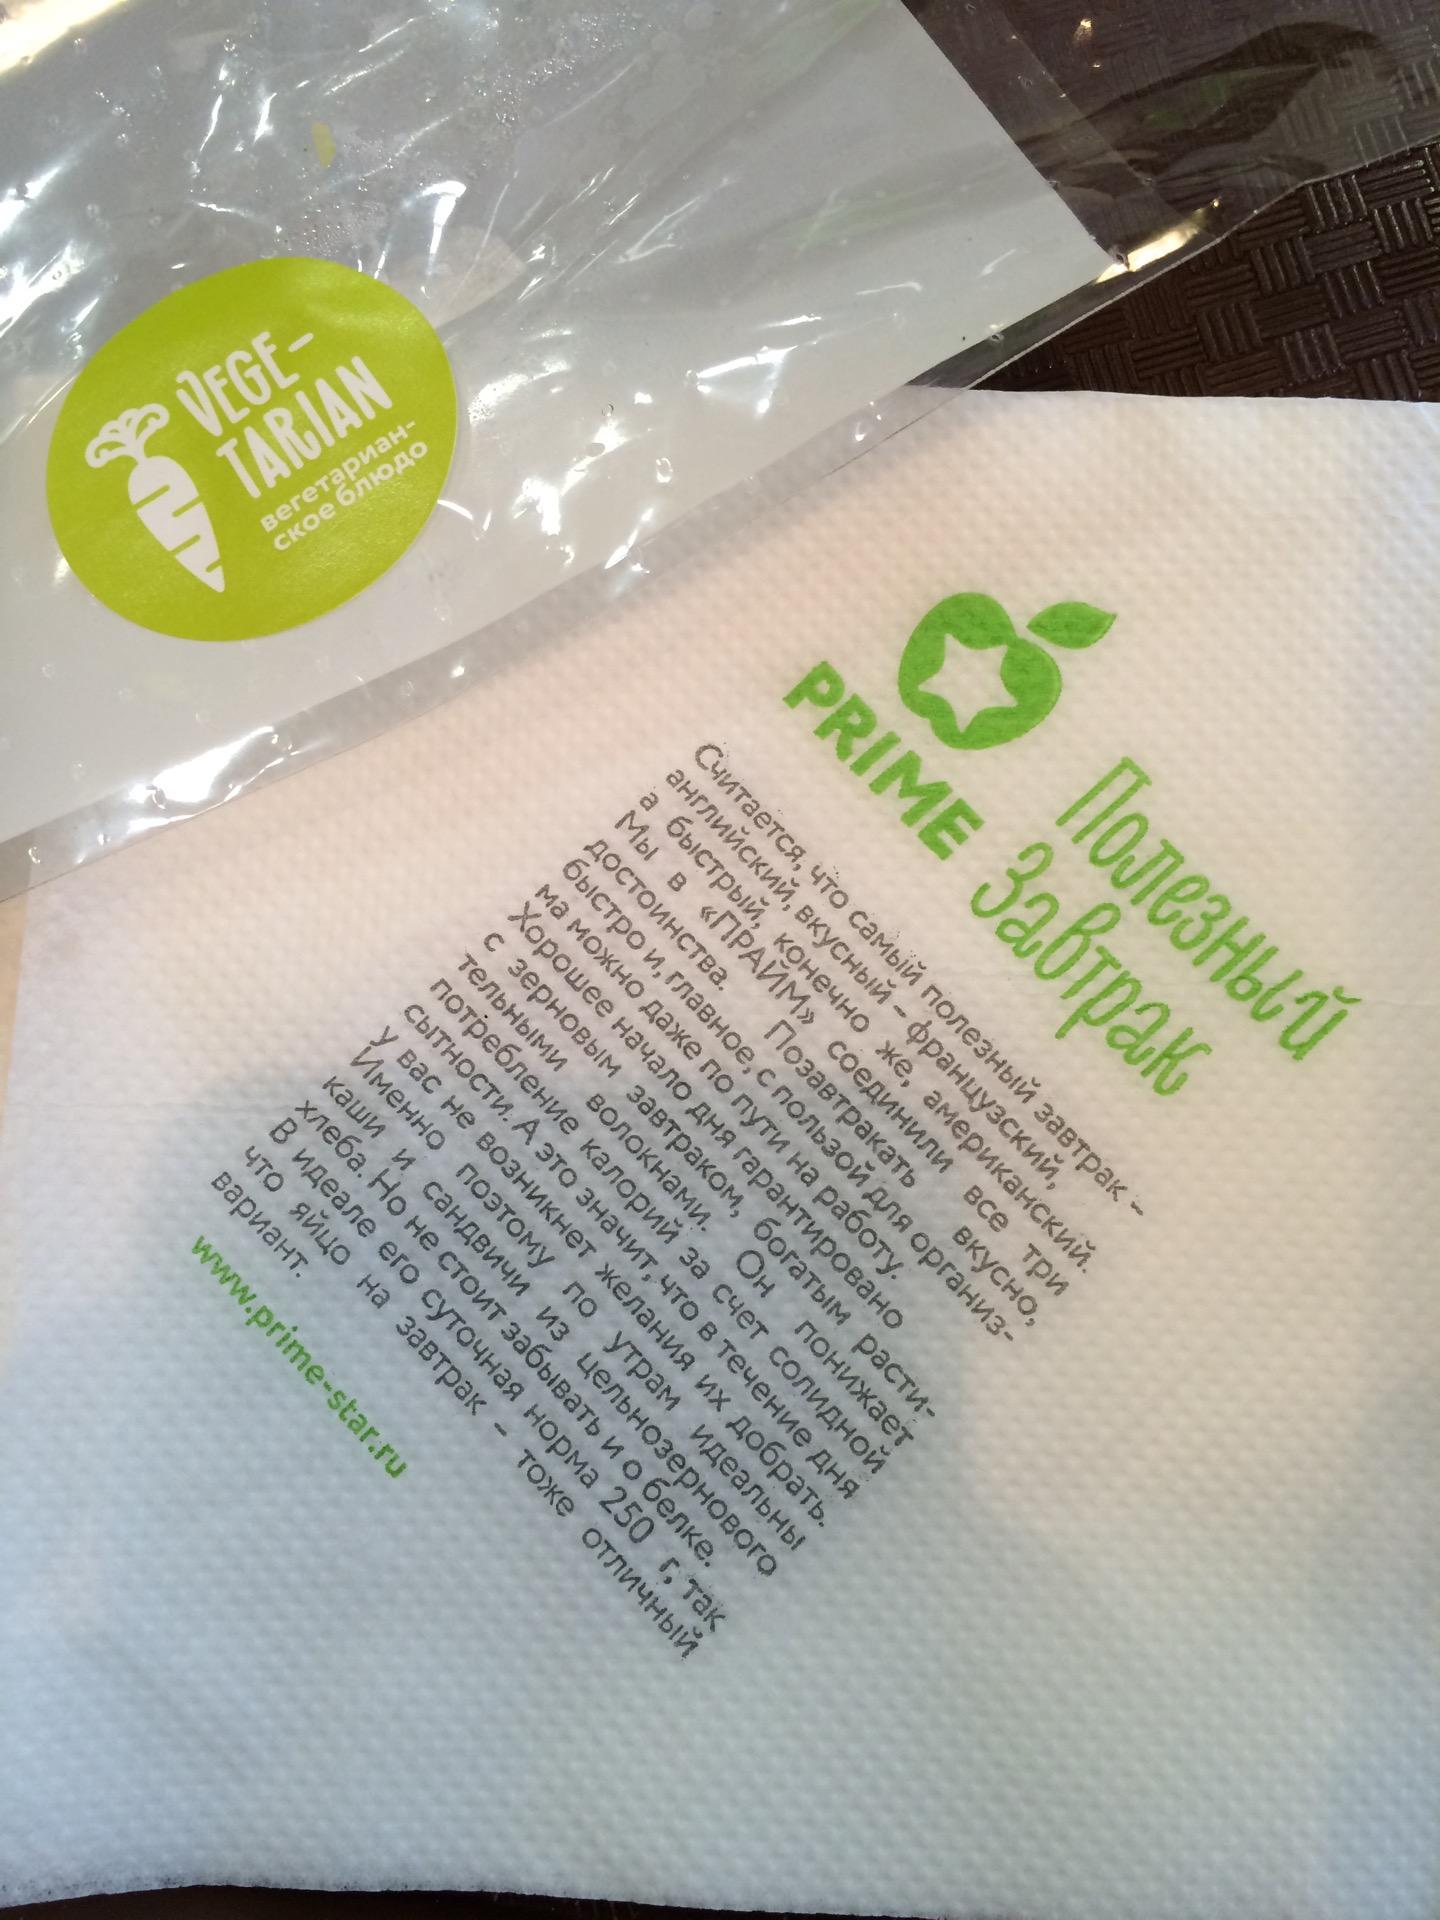 VEGE-
TARIAN
вегетариан-
ское блюдо
PRIME
Полезный
Завтрак
Считается, что самый полезный завтрак –
английский, вкусный – французский,
а быстрый, конечно же, американский.
Мы в «ПРАЙМ» соединили все три
достоинства. Позавтракать вкусно,
быстро и, главное, с пользой для организ-
ма можно даже по пути на работу.
Хорошее начало дня гарантировано
с зерновым завтраком, богатым расти-
тельными волокнами. Он понижает
потребление калорий за счет солидной
сытности. А это значит, что в течение дня
у вас не возникнет желания их добрать.
Именно поэтому по утрам идеальны
каши и сандвичи из цельнозернового
хлеба. Но не стоит забывать и о белке.
В идеале его суточная норма 250 г, так
что яйцо на завтрак – тоже отличный
вариант.
www.prime-star.ru